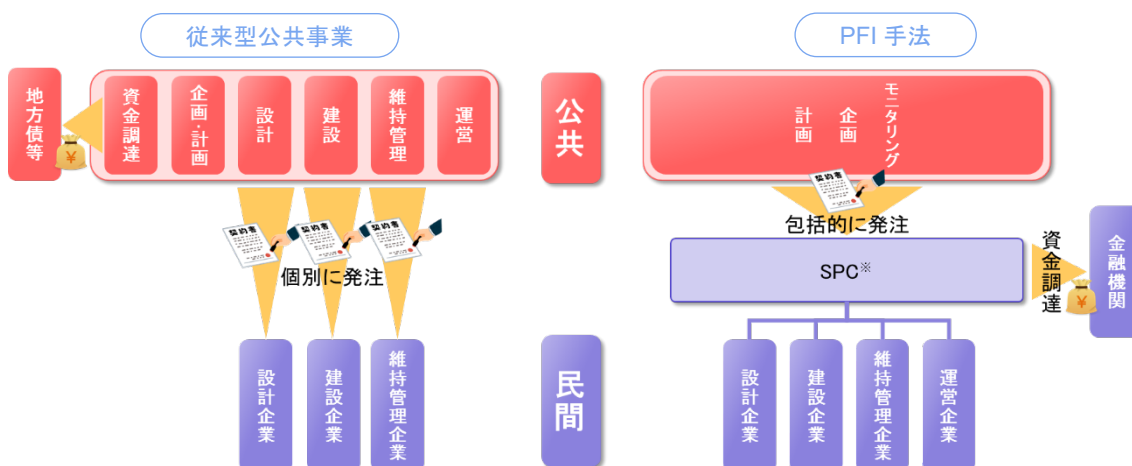 従来型公共事業
PFI 手法
地方債等
¥
資金調達
企画・計画
設計
建設
維持管理
運営
公共
モニタリング
企画
計画
契約書
契約書
契約書
個別に発注
契約書
包括的に発注
SPC※
資金調達
¥
金融機関
設計企業
建設企業
維持管理企業
民間
設計企業
建設企業
維持管理企業
運営企業